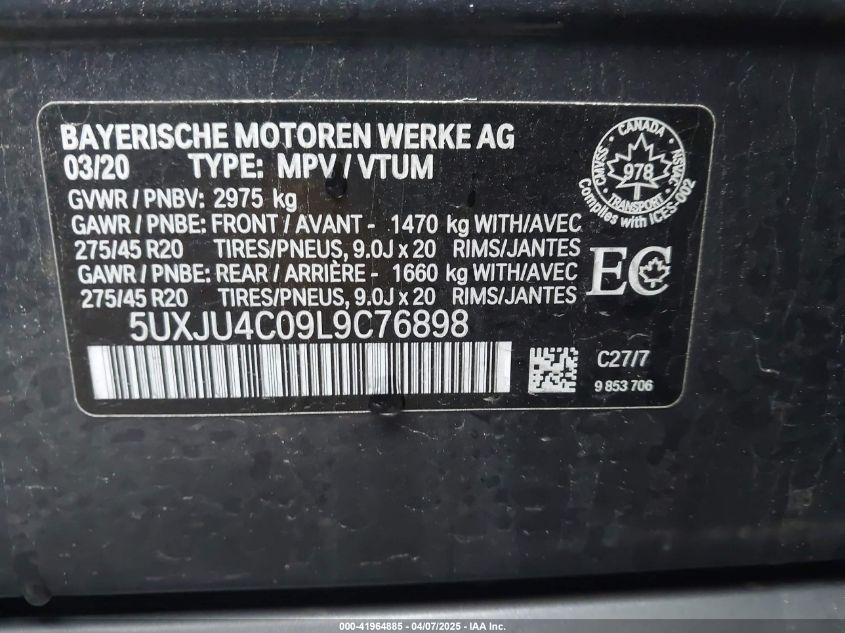 BAYERISCHE MOTOREN WERKE AG
03/20 TYPE: MPV / VTUM
GVWR / PNBV: 2975 kg
GAWR / PNBE: FRONT / AVANT - 1470 kg WITH/AVEC
275/45 R20 TIRES/PNEUS, 9.0J x 20 RIMS/JANTES
GAWR / PNBE: REAR / ARRIÈRE - 1660 kg WITH/AVEC
275/45 R20 TIRES/PNEUS, 9.0J x 20 RIMS/JANTES
5UXJU4C09L9C76898
CANADA
CMVSS
978
NSVAC
TRANSPORT
Complies with ICES-002
EC
C27/7
9 853 706
000-41964885 - 04/07/2025 - IAA Inc.